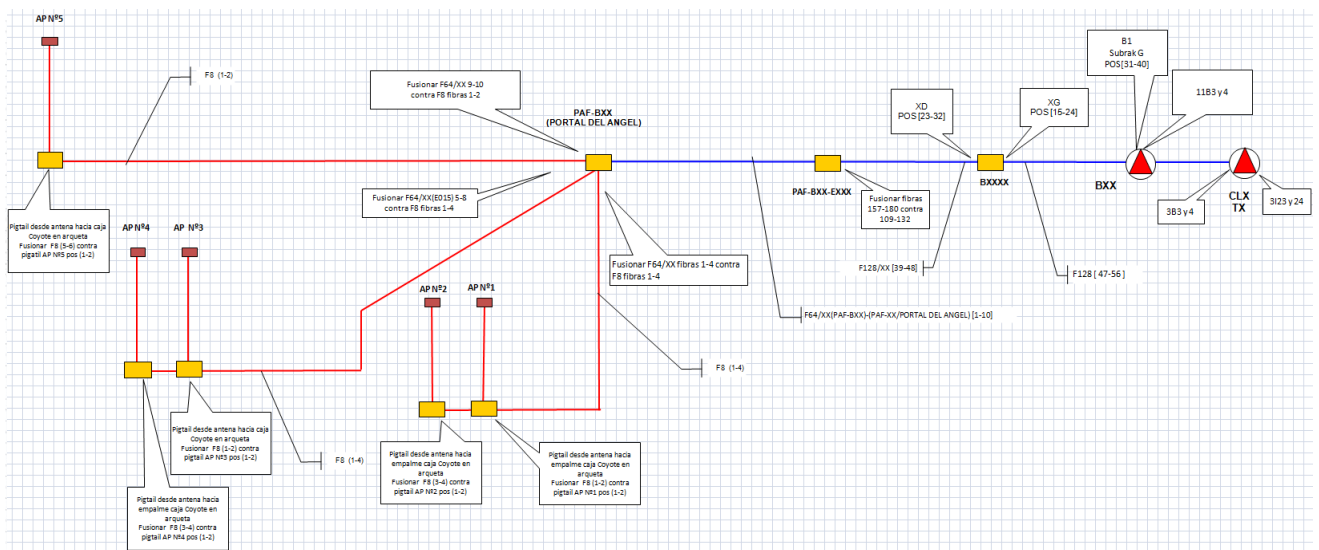 AP Nº5
F8 (1-2)
Pigtail desde antena hacia caja
Coyote en arqueta
Fusionar F8 (5-6) contra
pigatil AP Nº5 pos (1-2)
Fusionar F64/XX 9-10
contra F8 fibras 1-2
PAF-BXX
(PORTAL DEL ANGEL)
Fusionar F64/XX(E015) 5-8
contra F8 fibras 1-4
Fusionar F64/XX fibras 1-4 contra
F8 fibras 1-4
PAF-BXX-EXXX
Fusionar fibras
157-180 contra
109-132
XD
POS [23-32]
XG
POS [16-24]
BXXXX
B1
Subrak G
POS[31-40]
11B3 y 4
BXX
CLX
TX
3B3 y 4
3I23 y 24
F128/XX [39-48]
F128 [ 47-56 ]
F64/XX(PAF-BXX)-(PAF-XX/PORTAL DEL ANGEL) [1-10]
AP Nº4
AP Nº3
AP Nº2
AP Nº1
F8 (1-4)
Pigtail desde antena hacia caja
Coyote en arqueta
Fusionar F8 (1-2) contra
pigtail AP Nº3 pos (1-2)
F8 (1-4)
Pigtail desde antena hacia
empalme caja Coyote en
arqueta
Fusionar F8 (3-4) contra
pigtail AP Nº4 pos (1-2)
Pigtail desde antena hacia
empalme caja Coyote en
arqueta
Fusionar F8 (3-4) contra
pigtail AP Nº2 pos (1-2)
Pigtail desde antena hacia
empalme caja Coyote en
arqueta
Fusionar F8 (1-2) contra
pigtail AP Nº1 pos (1-2)